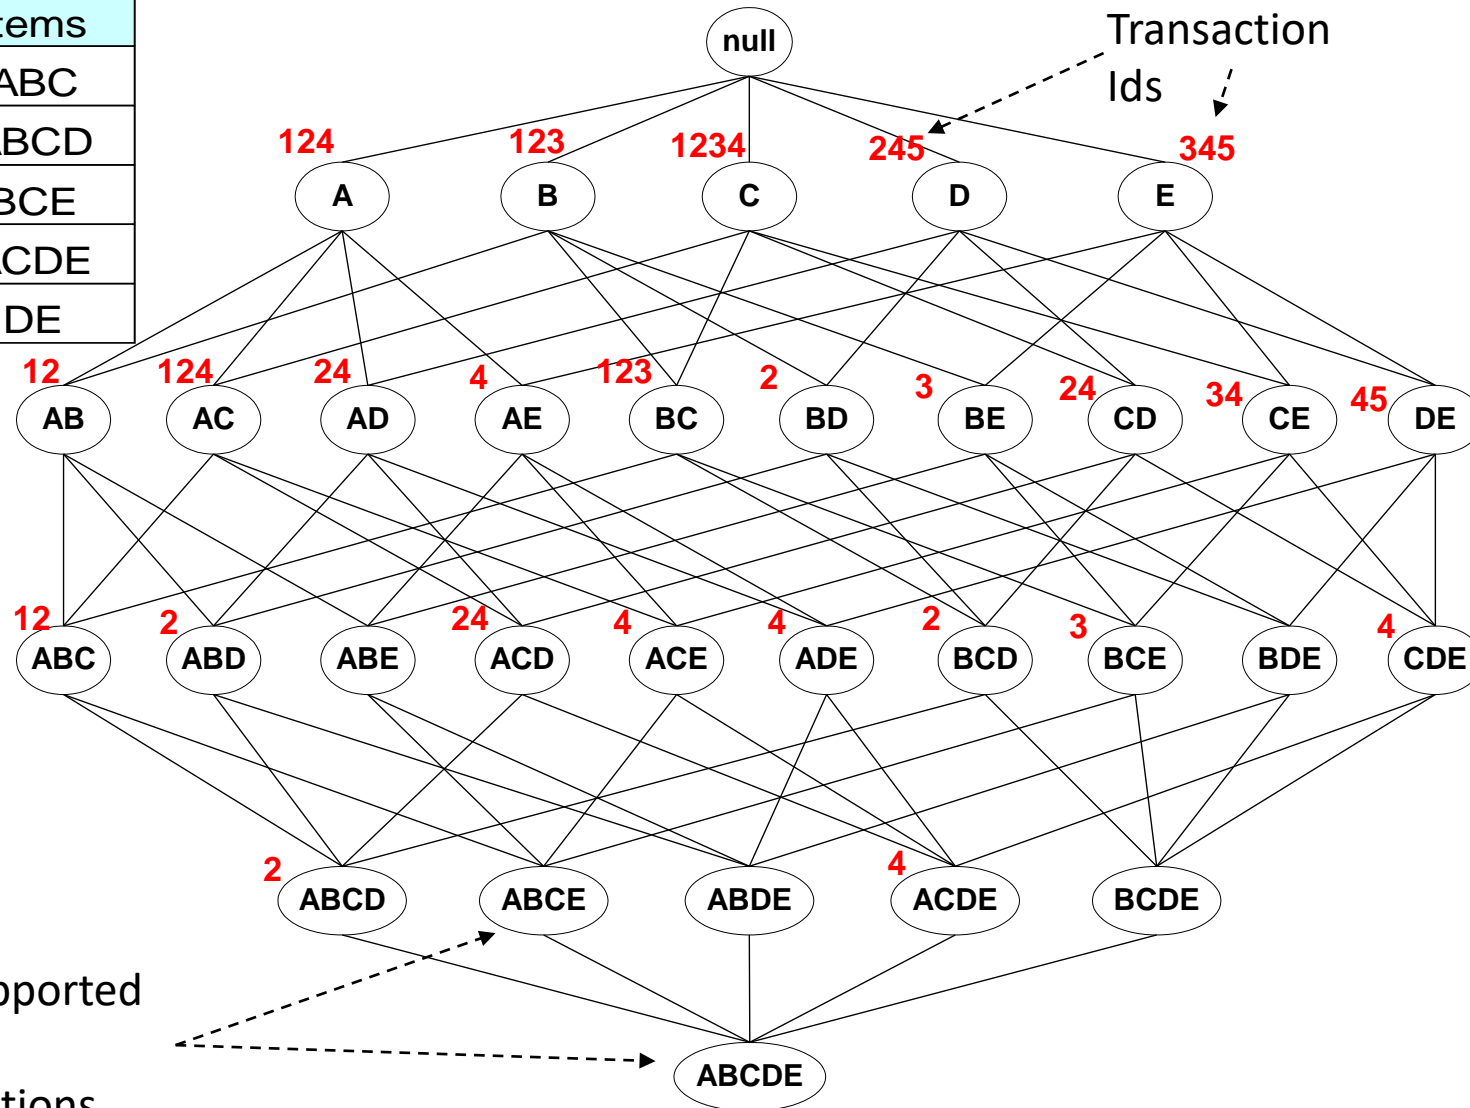 tems
ABC
ABCD
BCE
ACDE
DE
null
Transaction
Ids
124 123 1234 245 345
A B C D E
12 124 24 4 123 2 3 24 34 45
AB AC AD AE BC BD BE CD CE DE
12 2 24 4 4 2 3 4
ABC ABD ABE ACD ACE ADE BCD BCE BDE CDE
2 4
ABCD ABCE ABDE ACDE BCDE
pported
ABCDE
tions